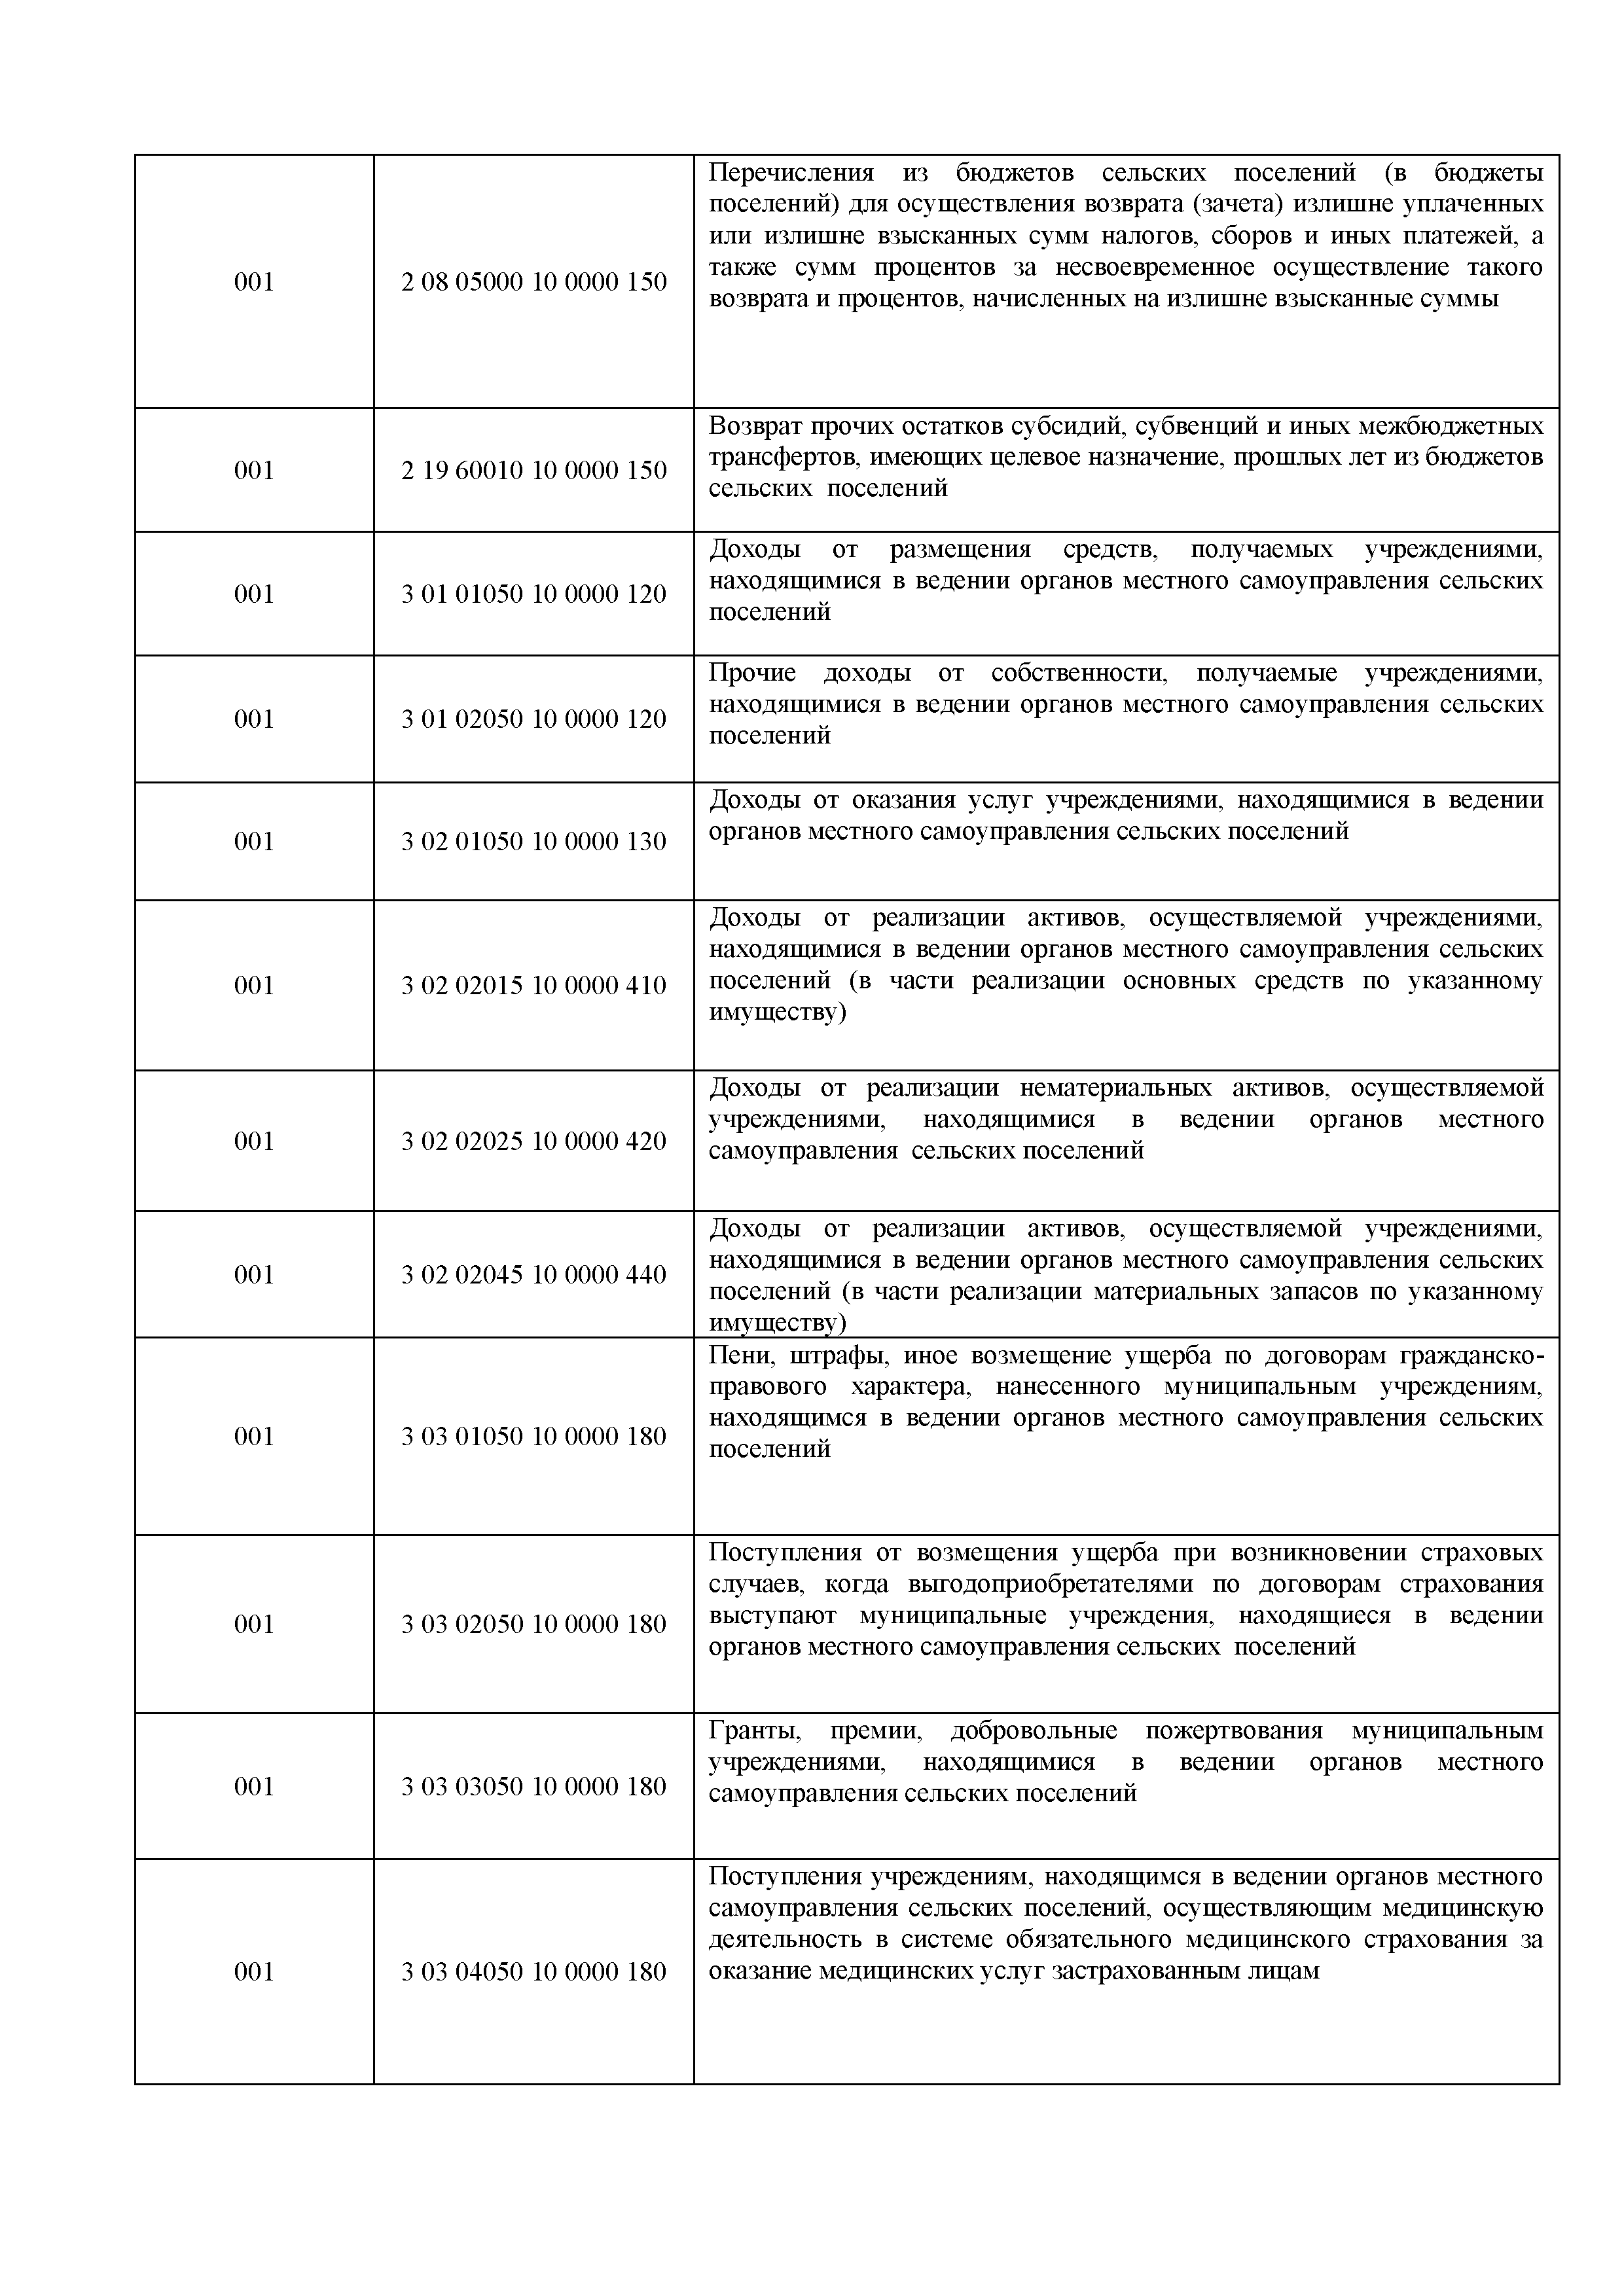 Перечисления из бюджетов сельских поселений (в бюджеты
поселений) для осуществления возврата (зачета) излишне уплаченных
или излишне взысканных сумм налогов, сборов и иных платежей, а
также сумм процентов за несвоевременное осуществление такого
001 2 08 05000 10 0000 150 возврата и процентов, начисленных на излишне взысканные суммы
Возврат прочих остатков субсидий, субвенций и иных межбюджетных
001 2 19 60010 10 0000 150 трансфертов, имеющих целевое назначение, прошлых лет из бюджетов
сельских поселений
Доходы от размещения средств, получаемых учреждениями,
001 3 01 01050 10 0000 120 находящимися в ведении органов местного самоуправления сельских
поселений
Прочие доходы от собственности, получаемые учреждениями,
001 3 01 02050 10 0000 120 находящимися в ведении органов местного самоуправления сельских
поселений
Доходы от оказания услуг учреждениями, находящимися в ведении
001 3 02 01050 10 0000 130 органов местного самоуправления сельских поселений
Доходы от реализации активов, осуществляемой учреждениями,
находящимися в ведении органов местного самоуправления сельских
001 3 02 02015 10 0000 410 поселений (в части реализации основных средств по указанному
имуществу)
Доходы от реализации нематериальных активов, осуществляемой
учреждениями, находящимися в ведении органов местного
001 3 02 02025 10 0000 420 самоуправления сельских поселений
Доходы от реализации активов, осуществляемой учреждениями,
находящимися в ведении органов местного самоуправления сельских
001 3 02 02045 10 0000 440 поселений (в части реализации материальных запасов по указанному
имуществу)
Пени, штрафы, иное возмещение ущерба по договорам гражданско-
правового характера, нанесенного муниципальным учреждениям,
находящимся в ведении органов местного самоуправления сельских
001 3 03 01050 10 0000 180 поселений
Поступления от возмещения ущерба при возникновении страховых
случаев, когда выгодоприобретателями по договорам страхования
001 3 03 02050 10 0000 180 выступают муниципальные учреждения, находящиеся в ведении
органов местного самоуправления сельских поселений
Гранты, премии, добровольные пожертвования муниципальным
учреждениями, находящимися в ведении органов местного
001 3 03 03050 10 0000 180 самоуправления сельских поселений
Поступления учреждениям, находящимся в ведении органов местного
самоуправления сельских поселений, осуществляющим медицинскую
деятельность в системе обязательного медицинского страхования за
001 3 03 04050 10 0000 180 оказание медицинских услуг застрахованным лицам